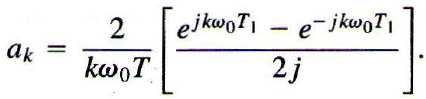 a_k = \frac{2}{k\omega_0 T} \left[ \frac{e^{jk\omega_0 T_1} - e^{-jk\omega_0 T_1}}{2j} \right].